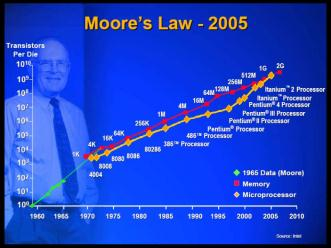 Moore's Law - 2005
Transistors
Per Die
10¹⁰
10⁹
10⁸
10⁷
10⁶
10⁵
10⁴
10³
10²
10¹
10⁰
1K
4K
16K
64K
256K
1M
4M
16M
64M
128M
256M
512M
1G
2G
4004
8008
8080
8086
80286
386™ Processor
486™ Processor
Pentium® Processor
Pentium® II Processor
Pentium® III Processor
Pentium® 4 Processor
Itanium™ Processor
Itanium™ 2 Processor
1965 Data (Moore)
Memory
Microprocessor
1960 1965 1970 1975 1980 1985 1990 1995 2000 2005 2010
Source: Intel